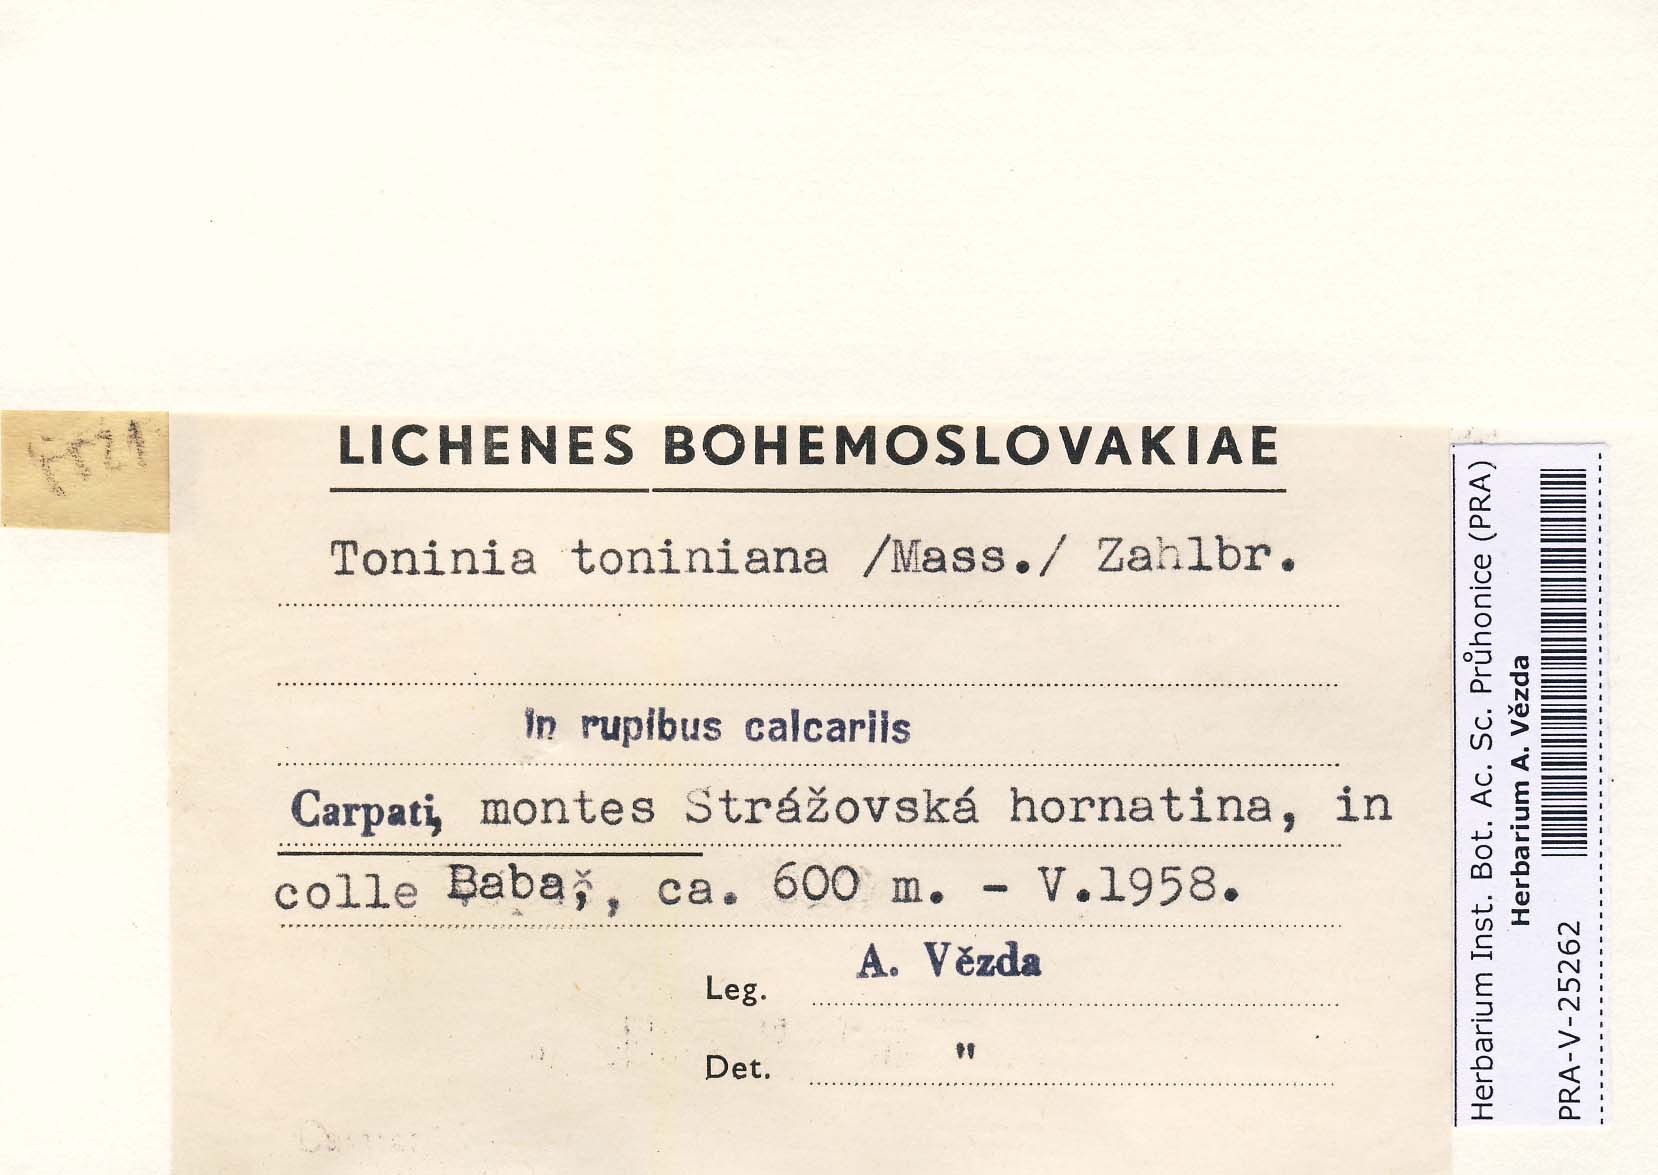 LICHENES BOHEMOSLOVAKIAE
Toninia toniniana /Mass./ Zahlbr.
in rupibus calcariis
Carpati, montes Strážovská hornatina, in
colle Baba, ca. 600 m. - V.1958.
Leg. A. Vězda
Det. "
Herbarium Inst. Bot. Ac. Sc. Průhonice (PRA)
Herbarium A. Vězda
PRA-V-25262